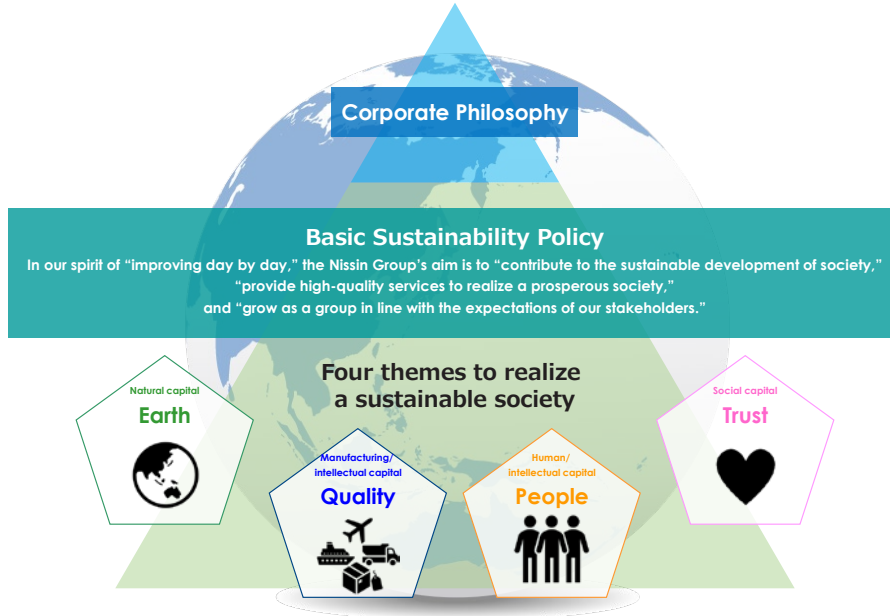 Corporate Philosophy
Basic Sustainability Policy
In our spirit of “improving day by day,” the Nissin Group’s aim is to “contribute to the sustainable development of society,”
“provide high-quality services to realize a prosperous society,”
and “grow as a group in line with the expectations of our stakeholders.”
Four themes to realize
a sustainable society
Natural capital
Earth
Manufacturing/
intellectual capital
Quality
Human/
intellectual capital
People
Social capital
Trust